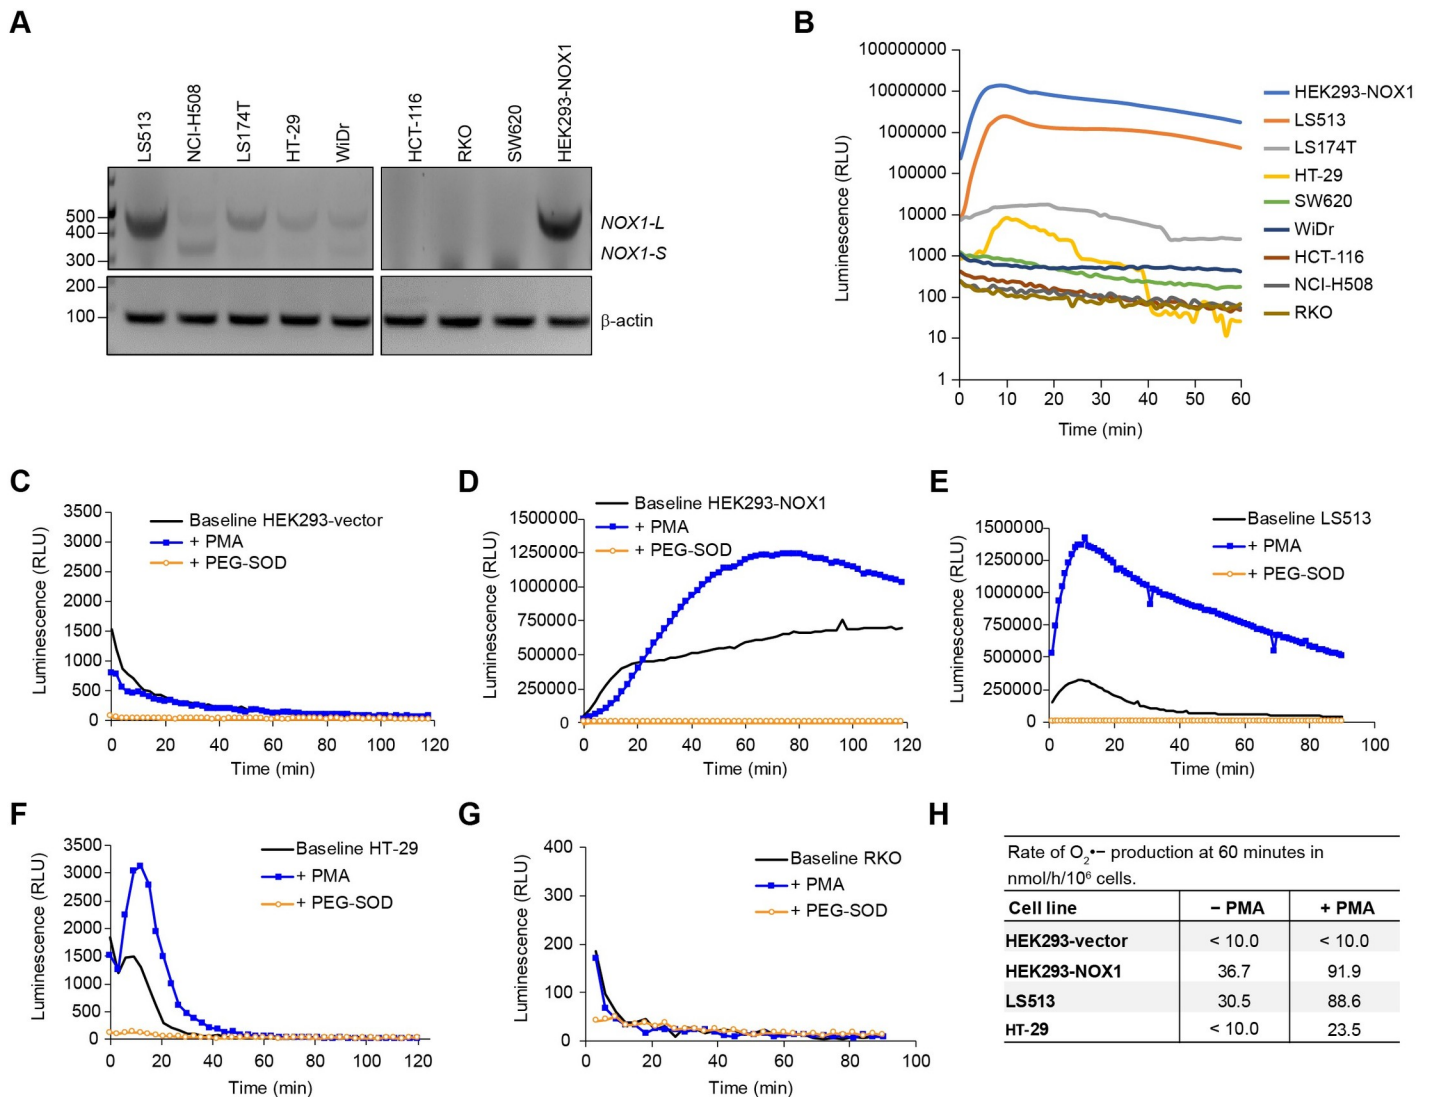 A
LS513
NCI-H508
LS174T
HT-29
WiDr
HCT-116
RKO
SW620
HEK293-NOX1
500
400
300
200
100
NOX1-L
NOX1-S
β-actin
B
Luminescence (RLU)
100000000
10000000
1000000
100000
10000
1000
100
10
1
0 10 20 30 40 50 60
Time (min)
HEK293-NOX1
LS513
LS174T
HT-29
SW620
WiDr
HCT-116
NCI-H508
RKO
C
Luminescence (RLU)
3500
3000
2500
2000
1500
1000
500
0
0 20 40 60 80 100 120
Time (min)
Baseline HEK293-vector
+ PMA
+ PEG-SOD
D
Luminescence (RLU)
1500000
1250000
1000000
750000
500000
250000
0
0 20 40 60 80 100 120
Time (min)
Baseline HEK293-NOX1
+ PMA
+ PEG-SOD
E
Luminescence (RLU)
1500000
1250000
1000000
750000
500000
250000
0
0 20 40 60 80 100
Time (min)
Baseline LS513
+ PMA
+ PEG-SOD
F
Luminescence (RLU)
3500
3000
2500
2000
1500
1000
500
0
0 20 40 60 80 100 120
Time (min)
Baseline HT-29
+ PMA
+ PEG-SOD
G
Luminescence (RLU)
400
300
200
100
0
0 20 40 60 80 100
Time (min)
Baseline RKO
+ PMA
+ PEG-SOD
H
Rate of O₂•− production at 60 minutes in
nmol/h/10⁶ cells.
Cell line − PMA + PMA
HEK293-vector < 10.0 < 10.0
HEK293-NOX1 36.7 91.9
LS513 30.5 88.6
HT-29 < 10.0 23.5